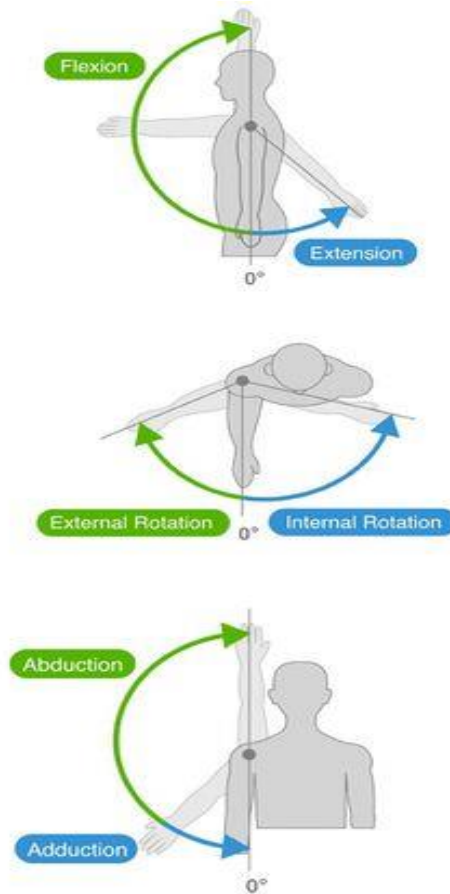 Flexion
Extension
0°
External Rotation
0°
Internal Rotation
Abduction
Adduction
0°